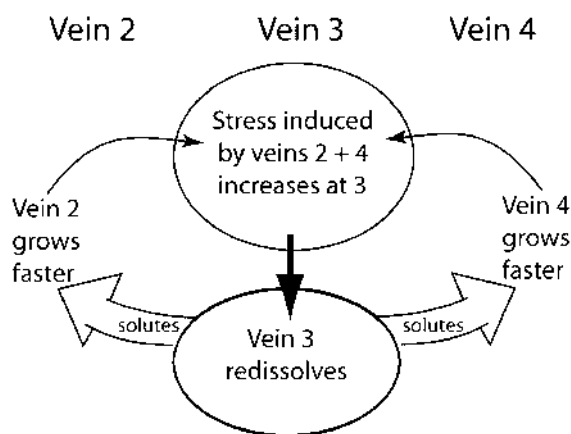 Vein 2 Vein 3 Vein 4
Stress induced
by veins 2 + 4
increases at 3
Vein 2
grows
faster
Vein 4
grows
faster
solutes
solutes
Vein 3
redissolves